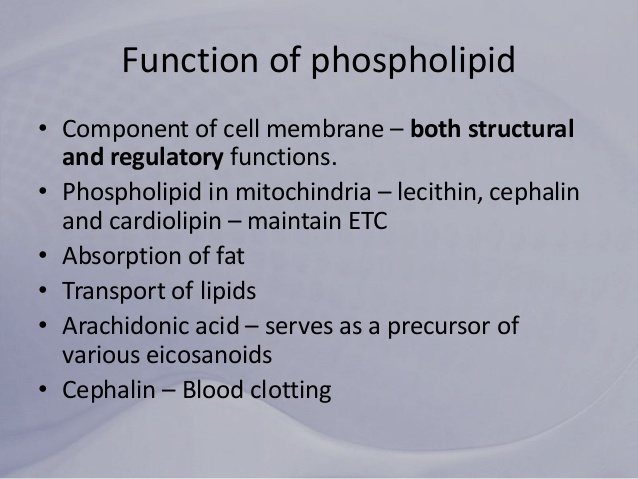 Function of phospholipid
• Component of cell membrane – both structural
and regulatory functions.
• Phospholipid in mitochindria – lecithin, cephalin
and cardiolipin – maintain ETC
• Absorption of fat
• Transport of lipids
• Arachidonic acid – serves as a precursor of
various eicosanoids
• Cephalin – Blood clotting